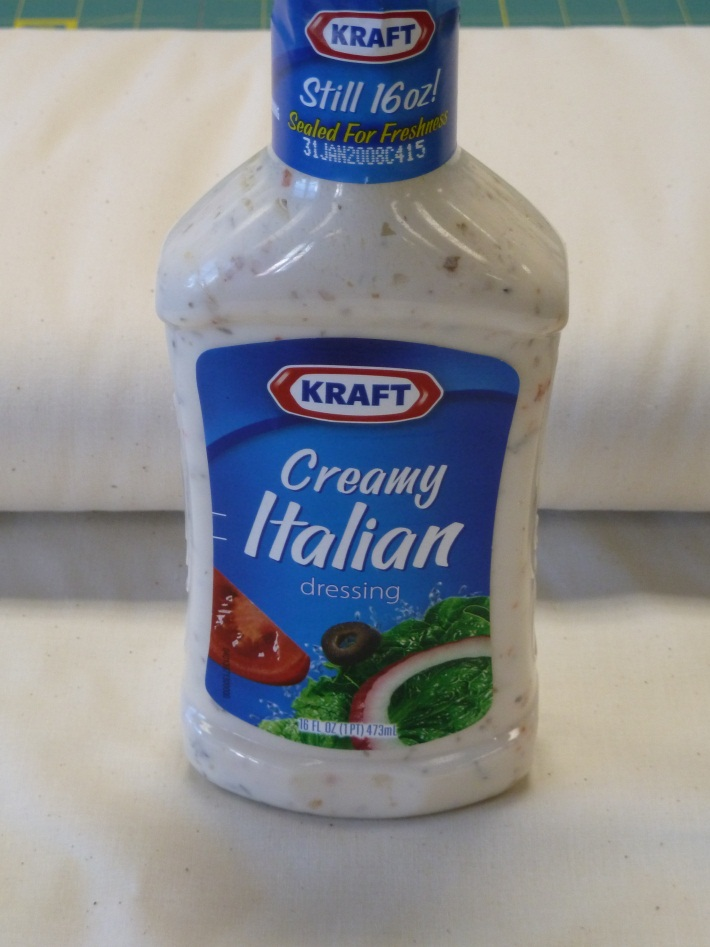 KRAFT
Still 16oz!
Sealed For Freshness
31JAN2008C415
KRAFT
Creamy
Italian
dressing
16 FL OZ (1 PT) 473mL